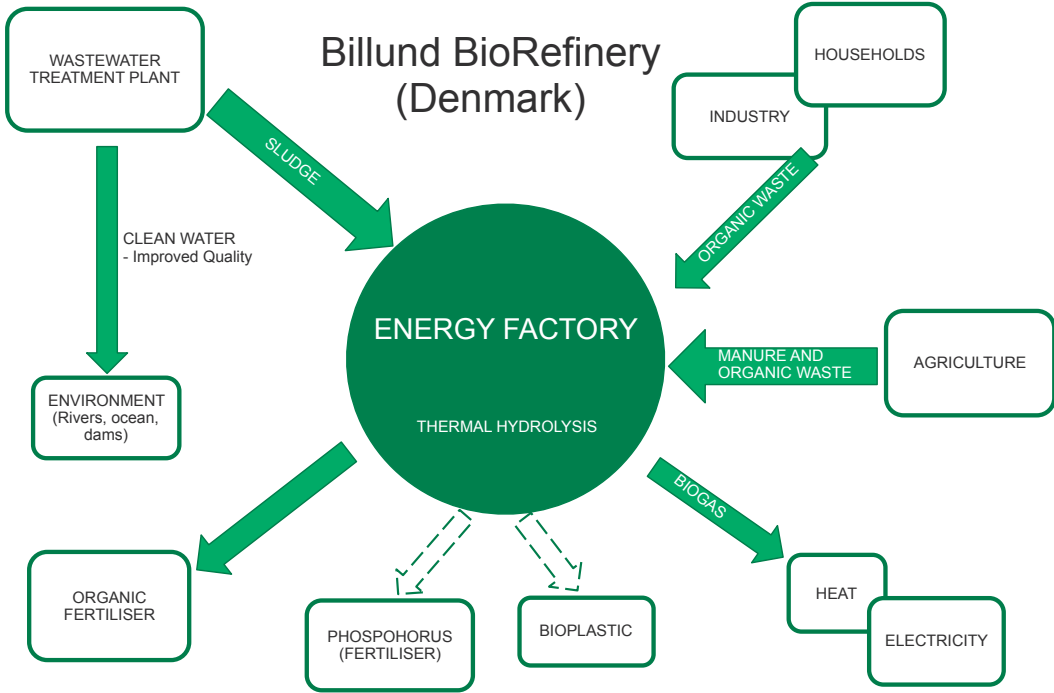 Billund BioRefinery
(Denmark)
WASTEWATER
TREATMENT PLANT
HOUSEHOLDS
INDUSTRY
SLUDGE
ORGANIC WASTE
CLEAN WATER
- Improved Quality
ENERGY FACTORY
THERMAL HYDROLYSIS
MANURE AND
ORGANIC WASTE
AGRICULTURE
ENVIRONMENT
(Rivers, ocean,
dams)
BIOGAS
ORGANIC
FERTILISER
PHOSPOHORUS
(FERTILISER)
BIOPLASTIC
HEAT
ELECTRICITY